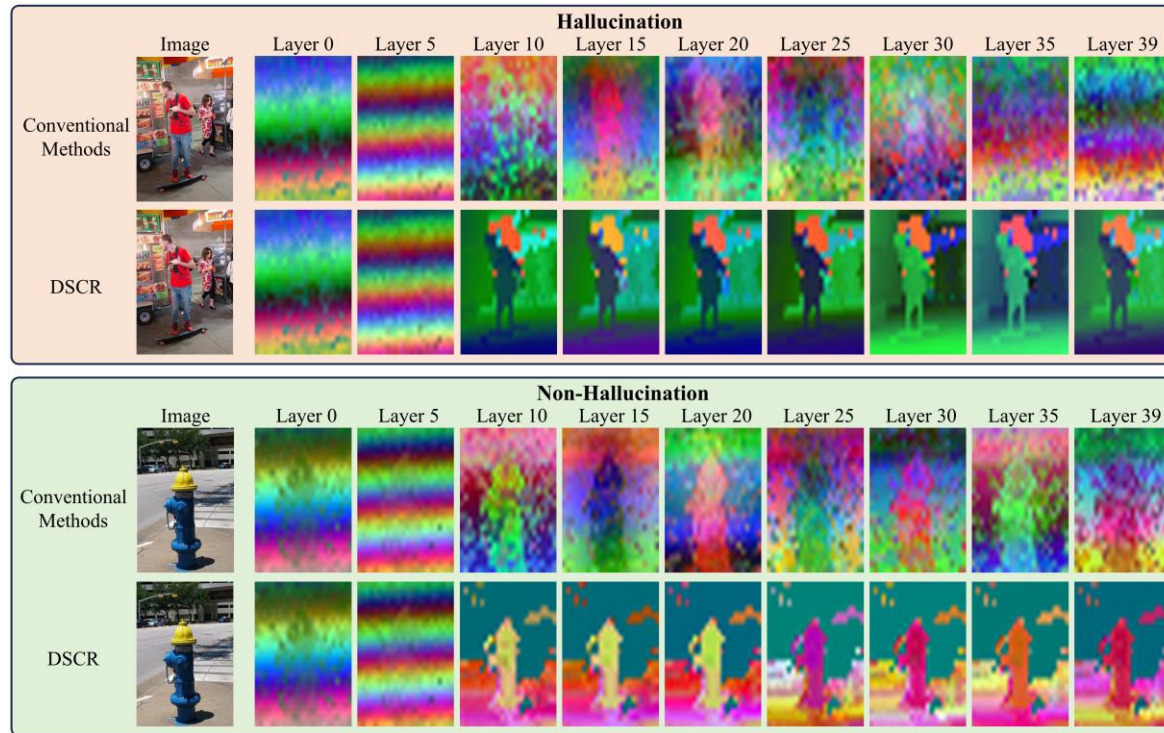 Hallucination
Image Layer 0 Layer 5 Layer 10 Layer 15 Layer 20 Layer 25 Layer 30 Layer 35 Layer 39
Conventional
Methods
DSCR
Non-Hallucination
Image Layer 0 Layer 5 Layer 10 Layer 15 Layer 20 Layer 25 Layer 30 Layer 35 Layer 39
Conventional
Methods
DSCR